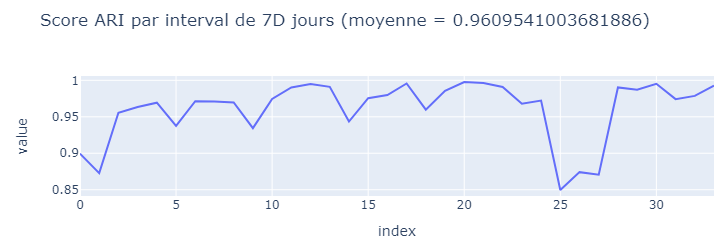 Score ARI par interval de 7D jours (moyenne = 0.9609541003681886)
1
0.95
value
0.9
0.85
0 5 10 15 20 25 30
index